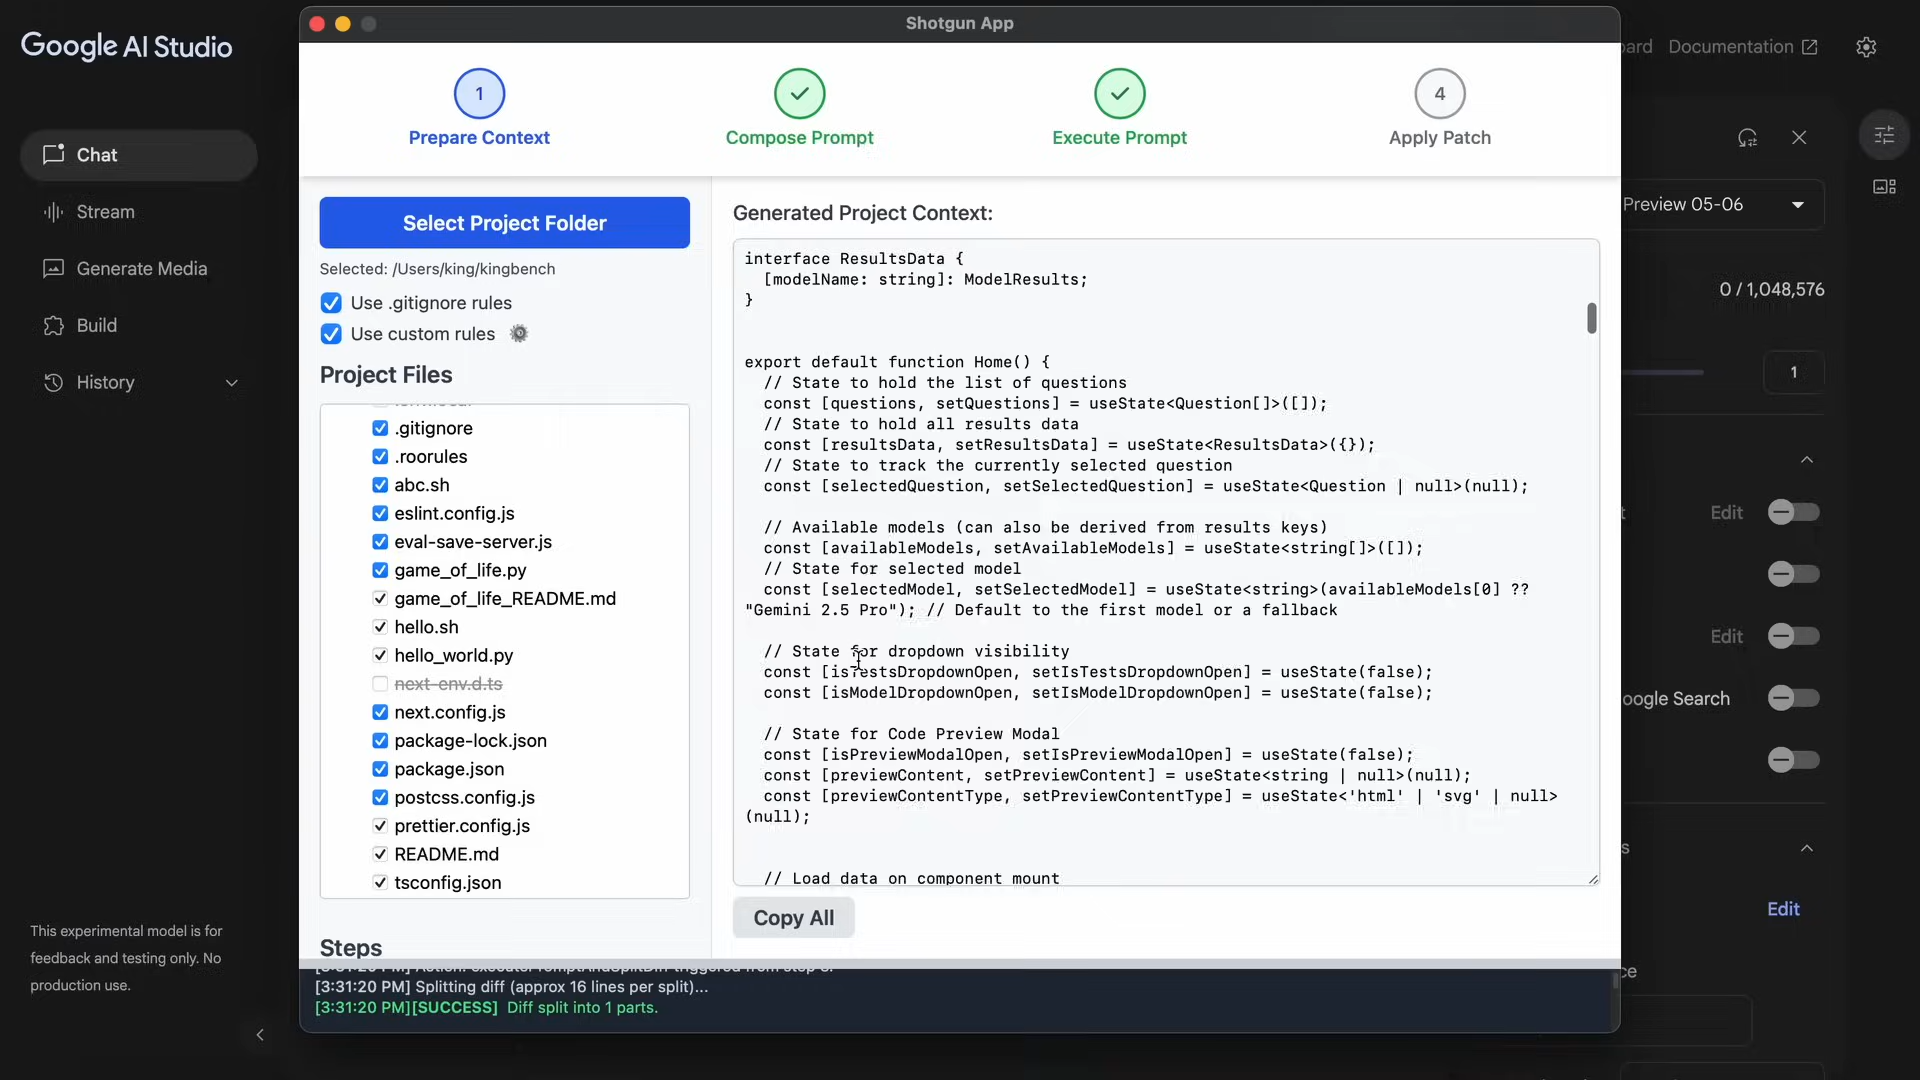 Shotgun App
Google AI Studio
Chat
Stream
Generate Media
Build
History
This experimental model is for
feedback and testing only. No
production use.
1
Prepare Context
Compose Prompt
Execute Prompt
4
Apply Patch
Select Project Folder
Selected: /Users/king/kingbench
Use .gitignore rules
Use custom rules
Project Files
.gitignore
.roorules
abc.sh
eslint.config.js
eval-save-server.js
game_of_life.py
game_of_life_README.md
hello.sh
hello_world.py
next-env.d.ts
next.config.js
package-lock.json
package.json
postcss.config.js
prettier.config.js
README.md
tsconfig.json
Steps
Generated Project Context:
interface ResultsData {
[modelName: string]: ModelResults;
}
export default function Home() {
// State to hold the list of questions
const [questions, setQuestions] = useState<Question[]>([]);
// State to hold all results data
const [resultsData, setResultsData] = useState<ResultsData>({});
// State to track the currently selected question
const [selectedQuestion, setSelectedQuestion] = useState<Question | null>(null);
// Available models (can also be derived from results keys)
const [availableModels, setAvailableModels] = useState<string[]>([]);
// State for selected model
const [selectedModel, setSelectedModel] = useState<string>(availableModels[0] ??
"Gemini 2.5 Pro"); // Default to the first model or a fallback
// State for dropdown visibility
const [isTestsDropdownOpen, setIsTestsDropdownOpen] = useState(false);
const [isModelDropdownOpen, setIsModelDropdownOpen] = useState(false);
// State for Code Preview Modal
const [isPreviewModalOpen, setIsPreviewModalOpen] = useState(false);
const [previewContent, setPreviewContent] = useState<string | null>(null);
const [previewContentType, setPreviewContentType] = useState<'html' | 'svg' | null>
(null);
// Load data on component mount
Copy All
[3:31:20 PM] Action: executePromptAndSplitDiff triggered from step 3.
[3:31:20 PM] Splitting diff (approx 16 lines per split)...
[3:31:20 PM][SUCCESS] Diff split into 1 parts.
oard
Documentation
Preview 05-06
0 / 1,048,576
1
t
Edit
Edit
oogle Search
s
Edit
ce